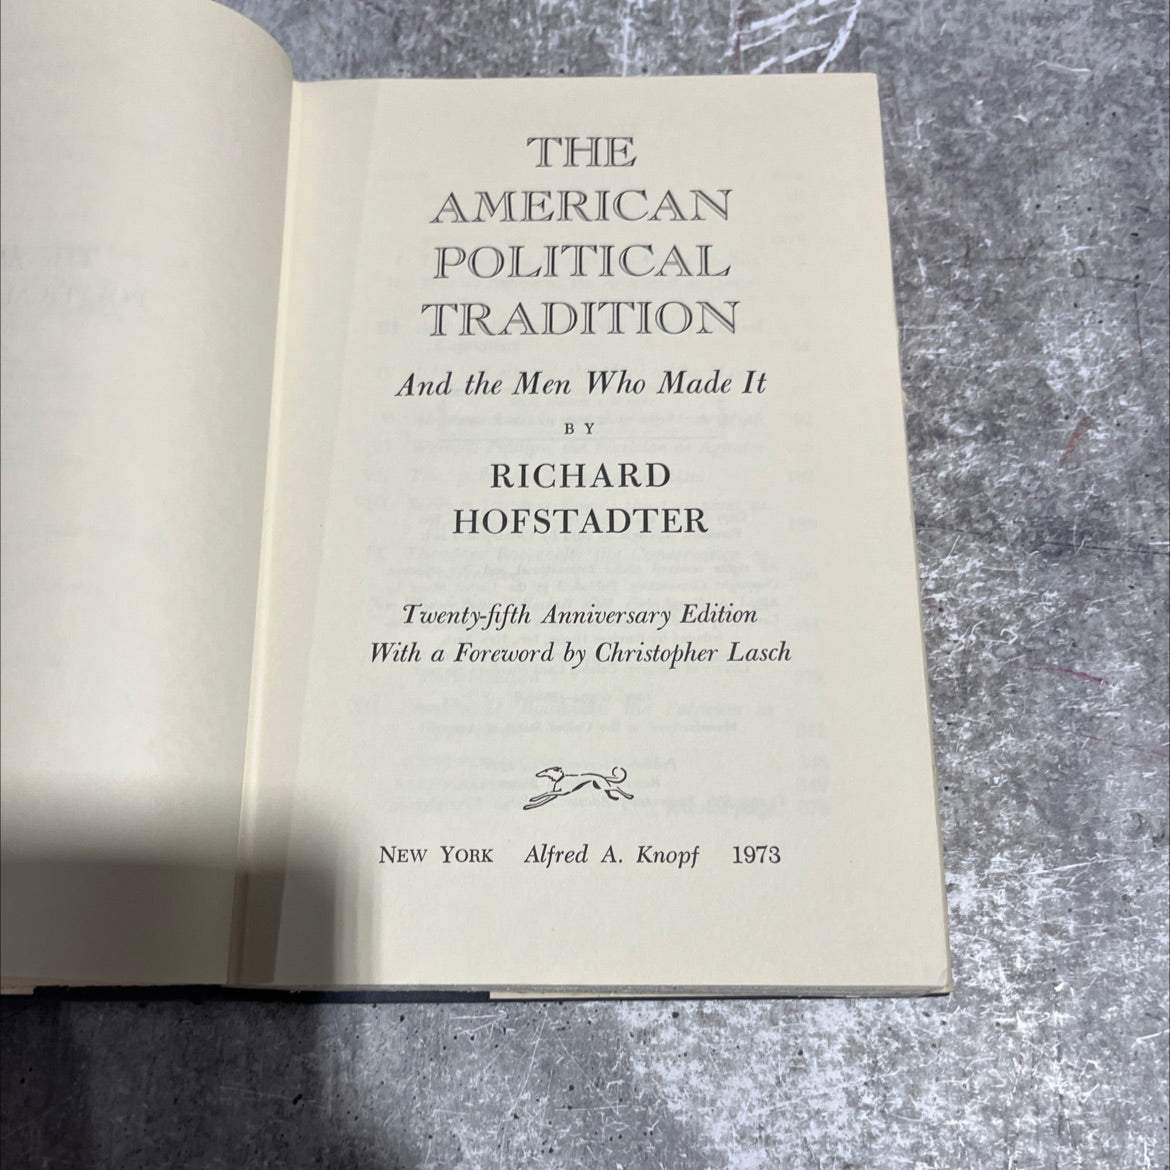 THE
AMERICAN
POLITICAL
TRADITION
And the Men Who Made It
BY
RICHARD
HOFSTADTER
Twenty-fifth Anniversary Edition
With a Foreword by Christopher Lasch
NEW YORK Alfred A. Knopf 1973